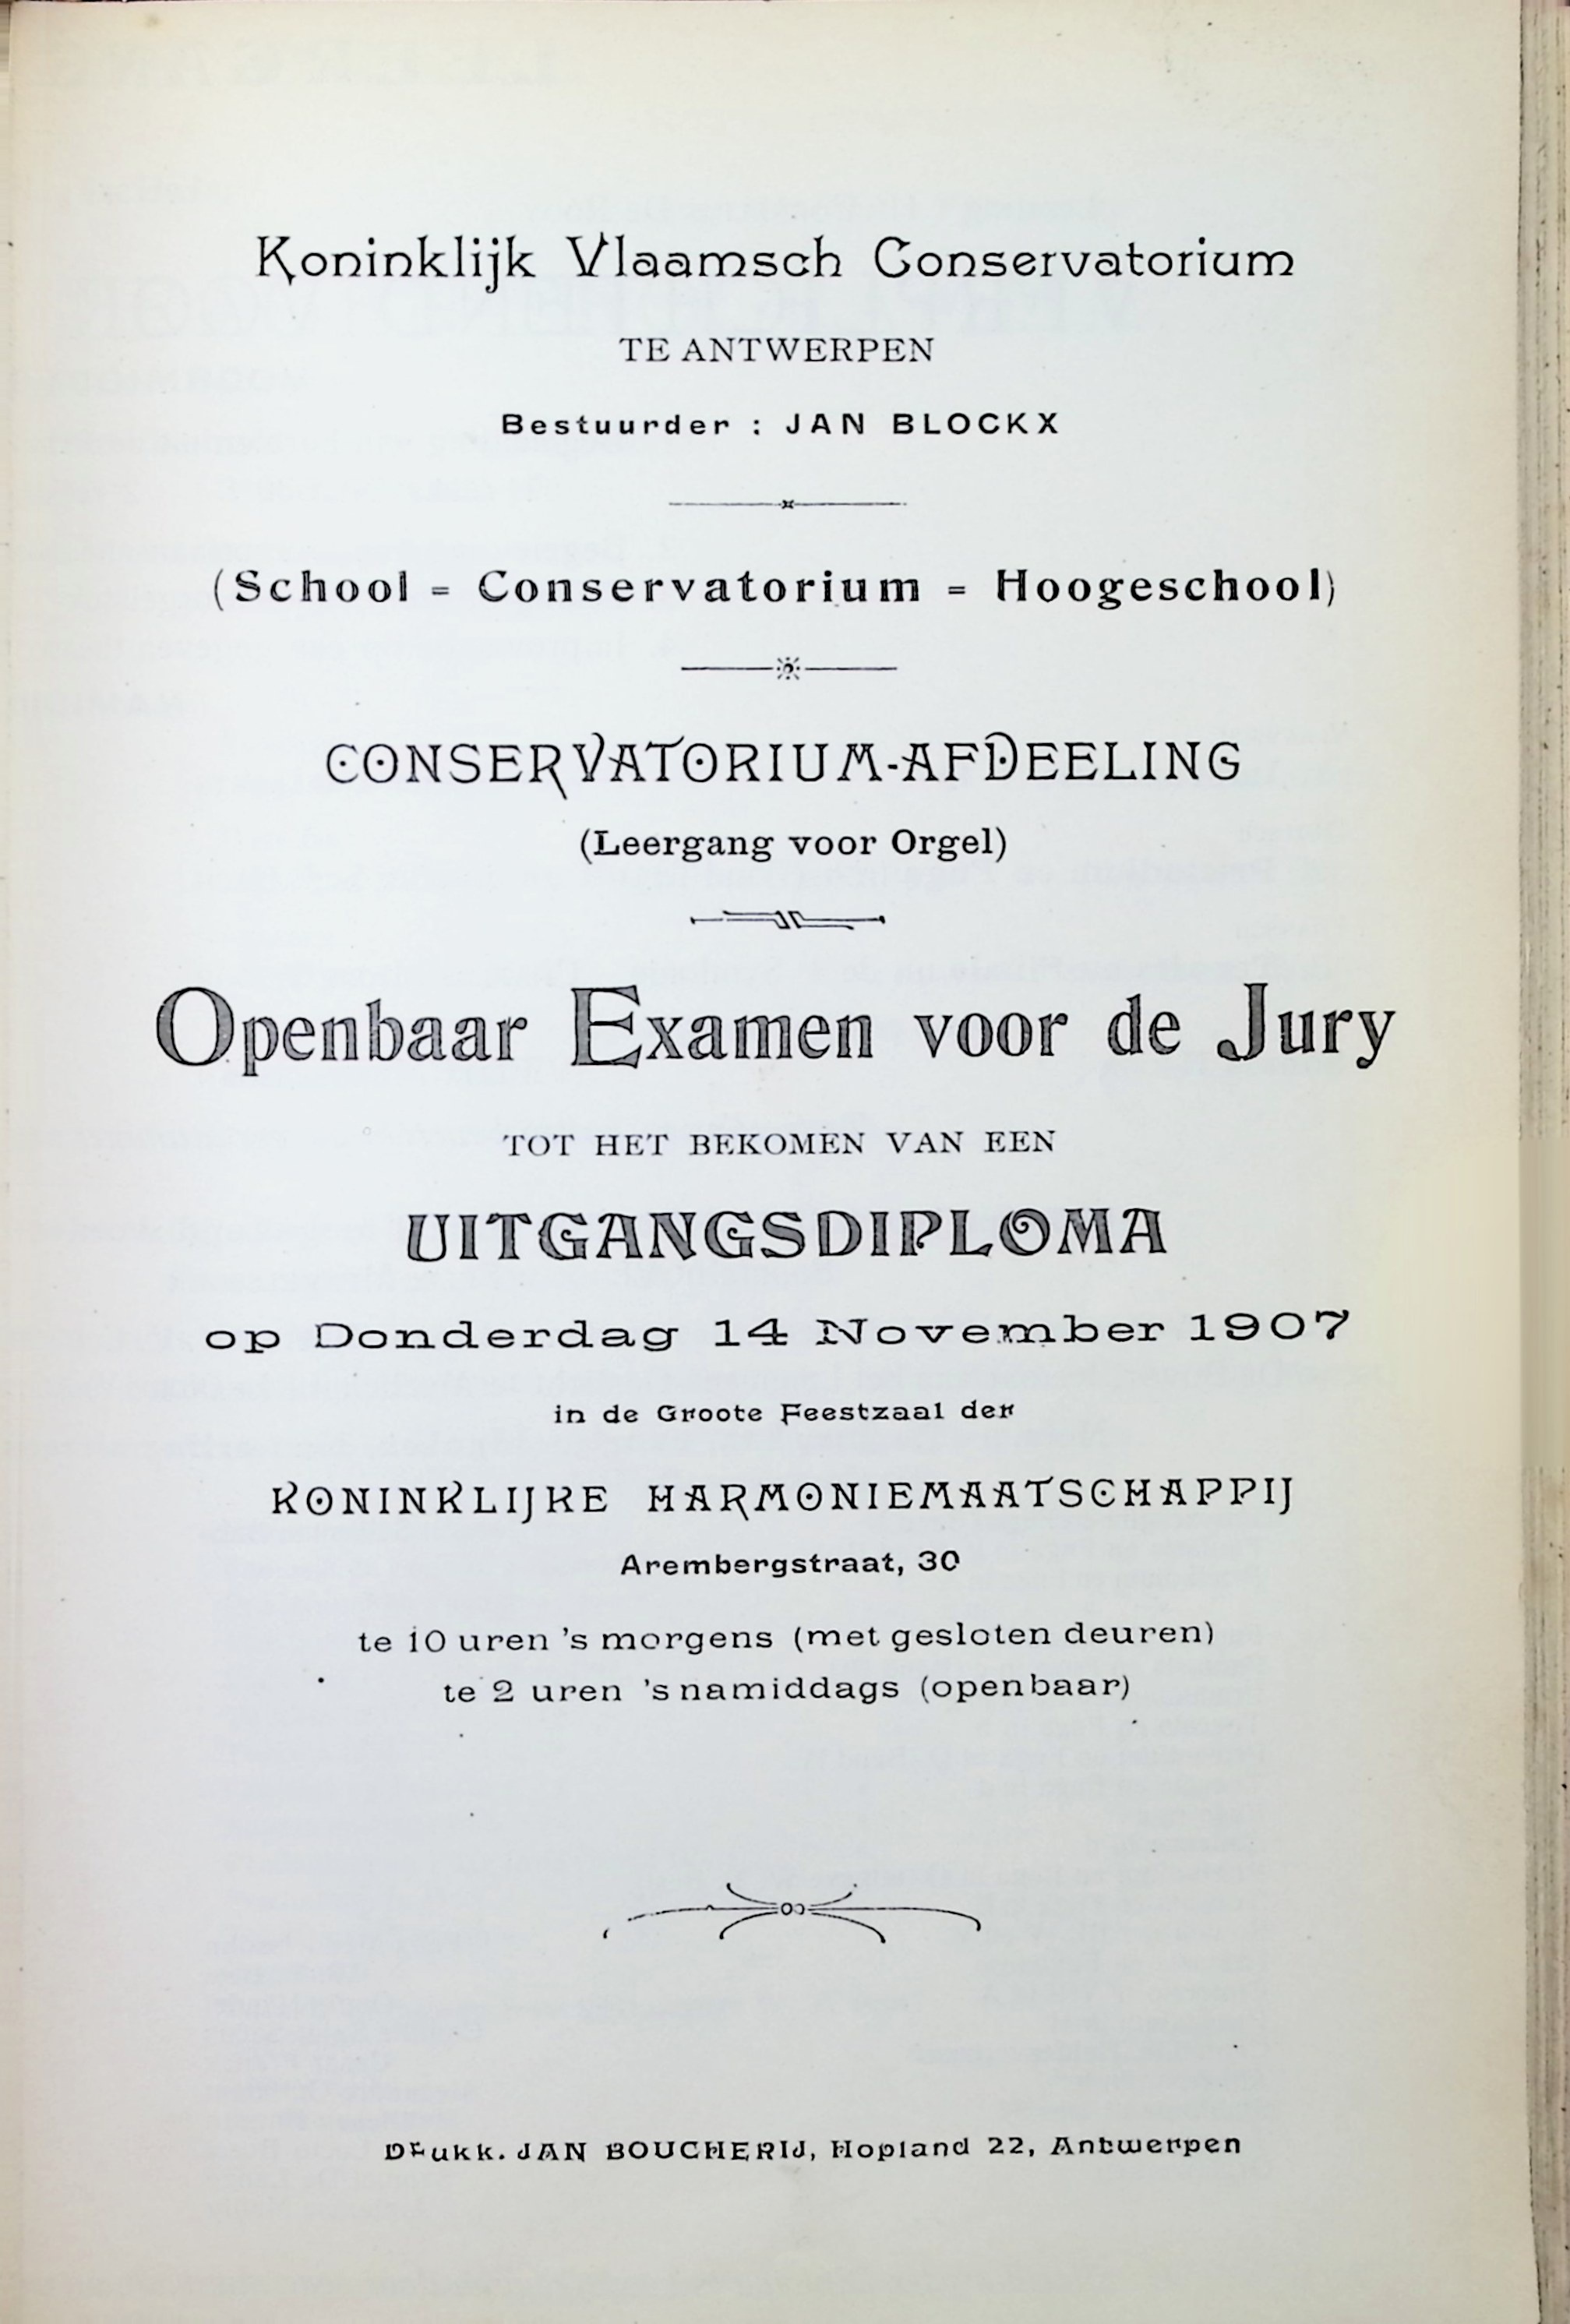 Koninklijk Vlaamsch Conservatorium
TE ANTWERPEN
Bestuurder : JAN BLOCKX
(School = Conservatorium = Hoogeschool)
CONSERVATORIUM-AFDEELING
(Leergang voor Orgel)
Openbaar Examen voor de Jury
TOT HET BEKOMEN VAN EEN
UITGANGSDIPLOMA
op Donderdag 14 November 1907
in de Groote Feestzaal der
KONINKLIJKE HARMONIEMAATSCHAPPIJ
Arembergstraat, 30
te 10 uren 's morgens (met gesloten deuren)
te 2 uren 's namiddags (openbaar)
Drukk. JAN BOUCHERIJ, Hopland 22, Antwerpen